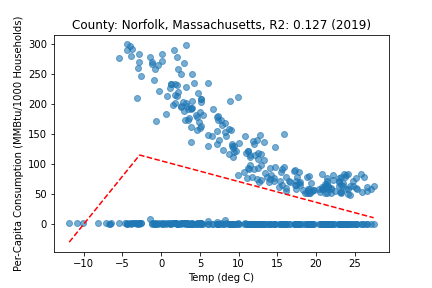 County: Norfolk, Massachusetts, R2: 0.127 (2019)
Per-Capita Consumption (MMBtu/1000 Households)
300
250
200
150
100
50
0
−10 −5 0 5 10 15 20 25
Temp (deg C)